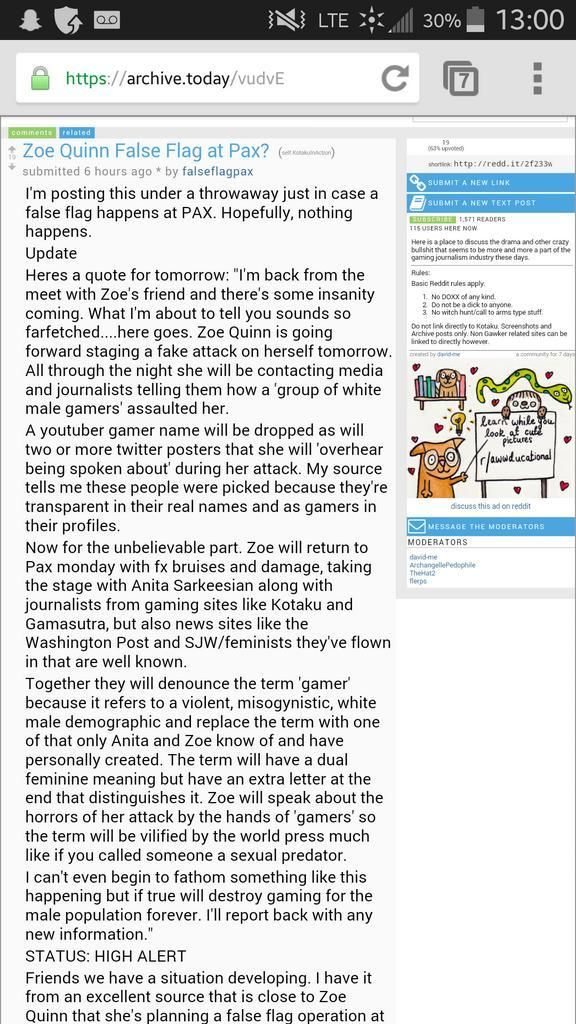 LTE 30% 13:00
https://archive.today/vudvE
7
comments related
19
Zoe Quinn False Flag at Pax? (self.KotakuInAction)
submitted 6 hours ago * by falseflagpax
I'm posting this under a throwaway just in case a
false flag happens at PAX. Hopefully, nothing
happens.
Update
Heres a quote for tomorrow: "I'm back from the
meet with Zoe's friend and there's some insanity
coming. What I'm about to tell you sounds so
farfetched....here goes. Zoe Quinn is going
forward staging a fake attack on herself tomorrow.
All through the night she will be contacting media
and journalists telling them how a 'group of white
male gamers' assaulted her.
A youtuber gamer name will be dropped as will
two or more twitter posters that she will 'overhear
being spoken about' during her attack. My source
tells me these people were picked because they're
transparent in their real names and as gamers in
their profiles.
Now for the unbelievable part. Zoe will return to
Pax monday with fx bruises and damage, taking
the stage with Anita Sarkeesian along with
journalists from gaming sites like Kotaku and
Gamasutra, but also news sites like the
Washington Post and SJW/feminists they've flown
in that are well known.
Together they will denounce the term 'gamer'
because it refers to a violent, misogynistic, white
male demographic and replace the term with one
of that only Anita and Zoe know of and have
personally created. The term will have a dual
feminine meaning but have an extra letter at the
end that distinguishes it. Zoe will speak about the
horrors of her attack by the hands of 'gamers' so
the term will be vilified by the world press much
like if you called someone a sexual predator.
I can't even begin to fathom something like this
happening but if true will destroy gaming for the
male population forever. I'll report back with any
new information."
STATUS: HIGH ALERT
Friends we have a situation developing. I have it
from an excellent source that is close to Zoe
Quinn that she's planning a false flag operation at
19
(63% upvoted)
shortlink: http://redd.it/2f233w
SUBMIT A NEW LINK
SUBMIT A NEW TEXT POST
SUBSCRIBE 1,571 READERS
115 USERS HERE NOW
Here is a place to discuss the drama and other crazy
bullshit that seems to be more and more a part of the
gaming journalism industry these days.
Rules:
Basic Reddit rules apply.
1. No DOXX of any kind.
2. Do not be a dick to anyone.
3. No witch hunt/call to arms type stuff.
Do not link directly to Kotaku. Screenshots and
Archive posts only. Non Gawker related sites can be
linked to directly however.
created by david-me a community for 7 days
learn while you
look at cute
pictures
r/awwducational
discuss this ad on reddit
MESSAGE THE MODERATORS
MODERATORS
david-me
ArchangellePedophile
TheHat2
flerps